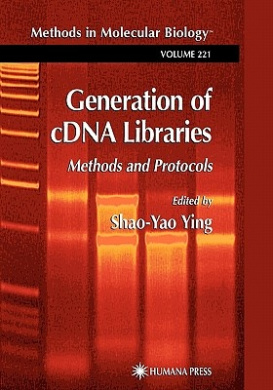 Methods in Molecular Biology™
VOLUME 221
Generation of
cDNA Libraries
Methods and Protocols
Edited by
Shao-Yao Ying
HUMANA PRESS